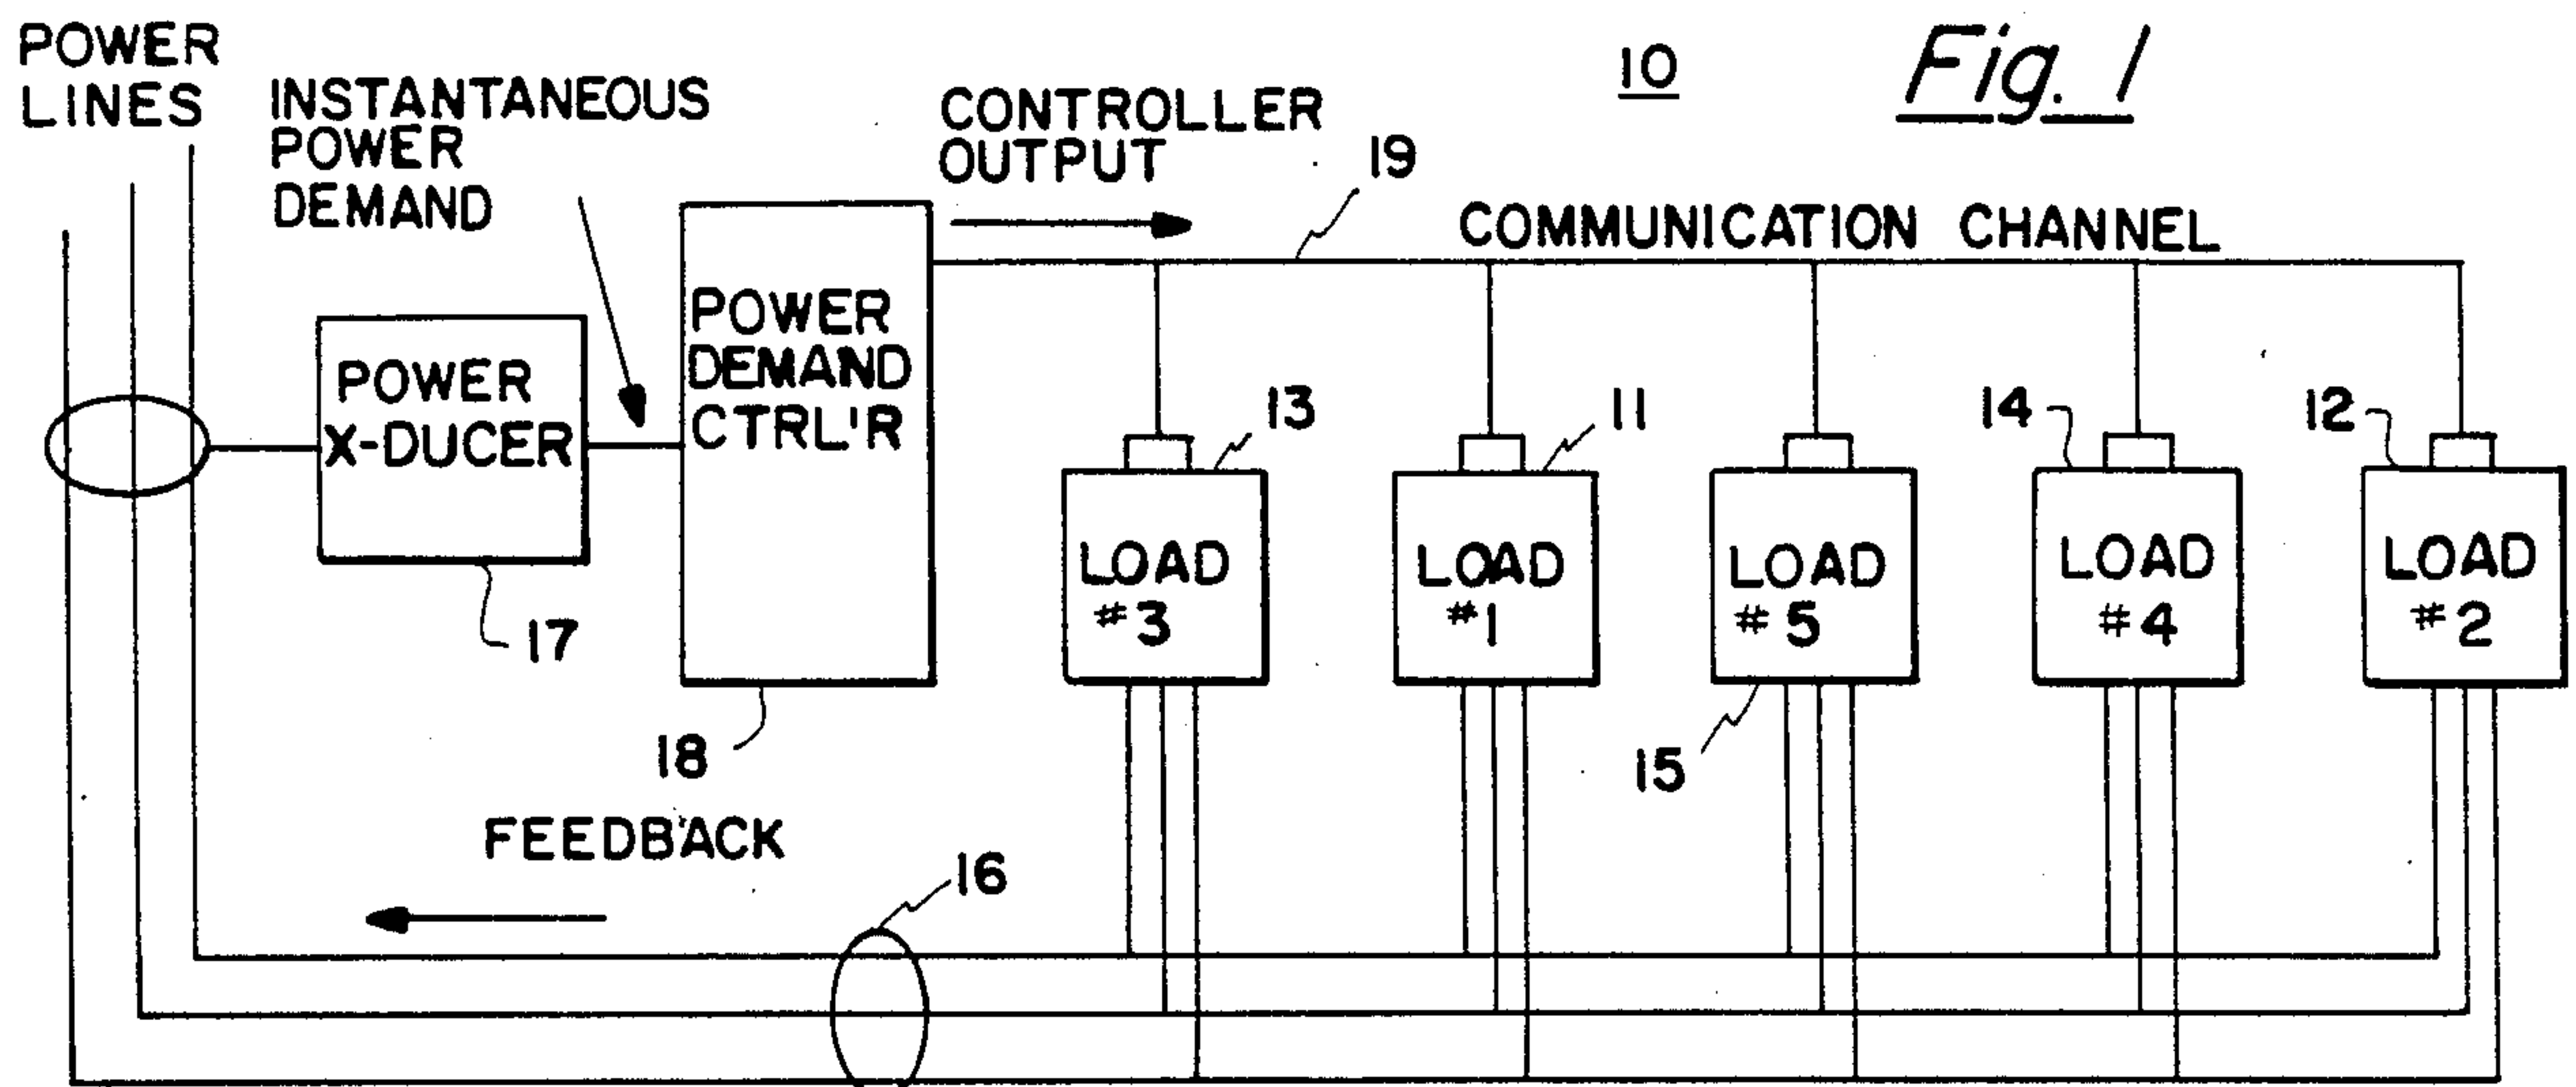 POWER
LINES
INSTANTANEOUS
POWER
DEMAND
CONTROLLER
OUTPUT
10
Fig. 1
19
COMMUNICATION CHANNEL
POWER
X-DUCER
17
POWER
DEMAND
CTRL'R
18
13
LOAD
#3
11
LOAD
#1
LOAD
#5
15
14
LOAD
#4
12
LOAD
#2
FEEDBACK
16